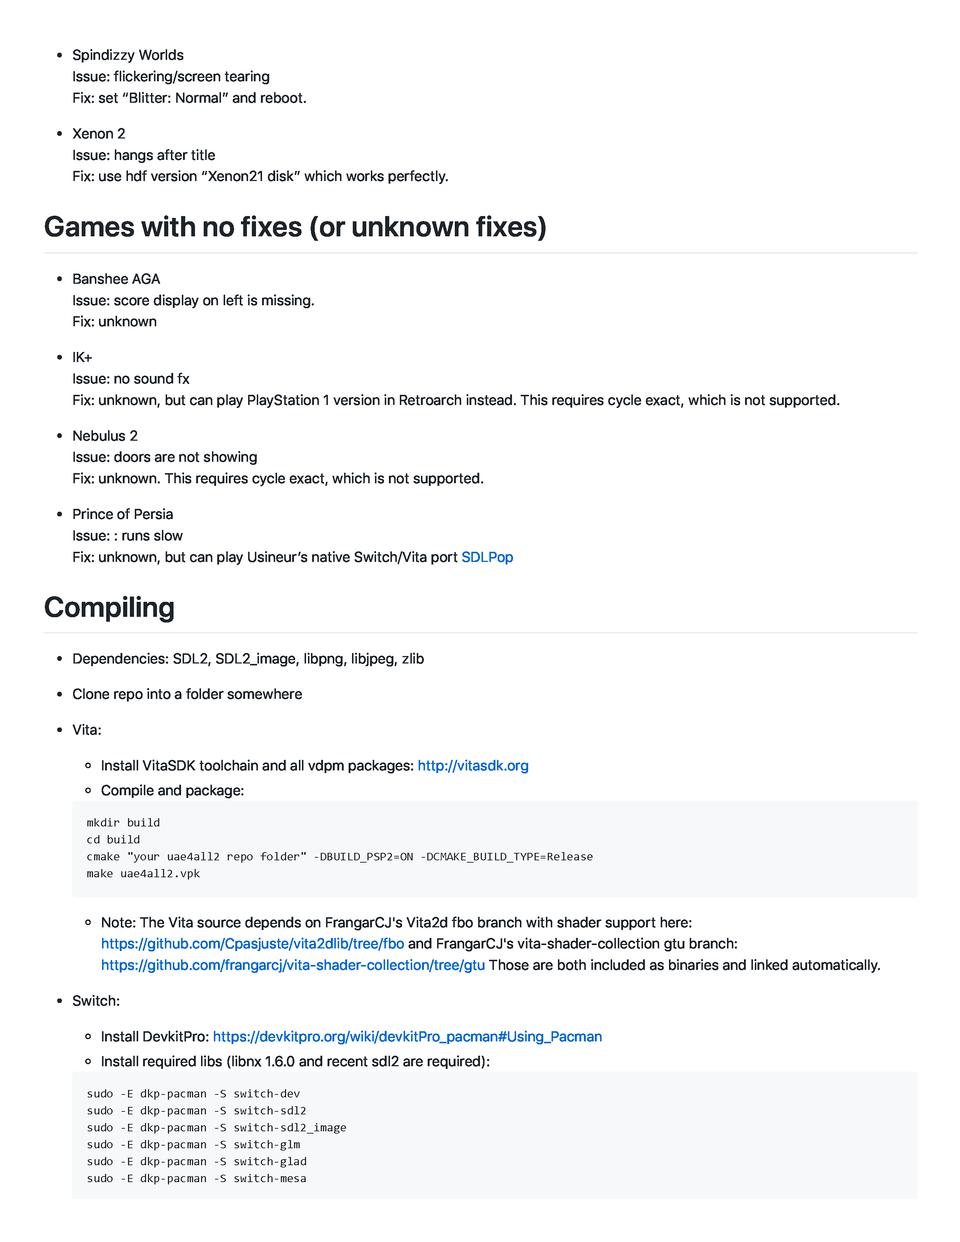 Spindizzy Worlds
Issue: flickering/screen tearing
Fix: set “Blitter: Normal” and reboot.
Xenon 2
Issue: hangs after title
Fix: use hdf version “Xenon21 disk” which works perfectly.
Games with no fixes (or unknown fixes)
Banshee AGA
Issue: score display on left is missing.
Fix: unknown
IK+
Issue: no sound fx
Fix: unknown, but can play PlayStation 1 version in Retroarch instead. This requires cycle exact, which is not supported.
Nebulus 2
Issue: doors are not showing
Fix: unknown. This requires cycle exact, which is not supported.
Prince of Persia
Issue: : runs slow
Fix: unknown, but can play Usineur’s native Switch/Vita port SDLPop
Compiling
Dependencies: SDL2, SDL2_image, libpng, libjpeg, zlib
Clone repo into a folder somewhere
Vita:
Install VitaSDK toolchain and all vdpm packages: http://vitasdk.org
Compile and package:
mkdir build
cd build
cmake "your uae4all2 repo folder" -DBUILD_PSP2=ON -DCMAKE_BUILD_TYPE=Release
make uae4all2.vpk
Note: The Vita source depends on FrangarCJ's Vita2d fbo branch with shader support here:
https://github.com/Cpasjuste/vita2dlib/tree/fbo and FrangarCJ's vita-shader-collection gtu branch:
https://github.com/frangarcj/vita-shader-collection/tree/gtu Those are both included as binaries and linked automatically.
Switch:
Install DevkitPro: https://devkitpro.org/wiki/devkitPro_pacman#Using_Pacman
Install required libs (libnx 1.6.0 and recent sdl2 are required):
sudo -E dkp-pacman -S switch-dev
sudo -E dkp-pacman -S switch-sdl2
sudo -E dkp-pacman -S switch-sdl2_image
sudo -E dkp-pacman -S switch-glm
sudo -E dkp-pacman -S switch-glad
sudo -E dkp-pacman -S switch-mesa